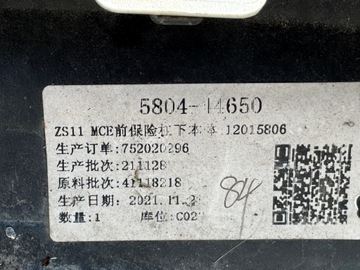 5804-14650
ZS11 MCE前保险杠下本体 12015806
生产订单:752020296
生产批次:211128
原料批次:41118218
生产日期:2021.11.28
数量:1 库位:C02
84